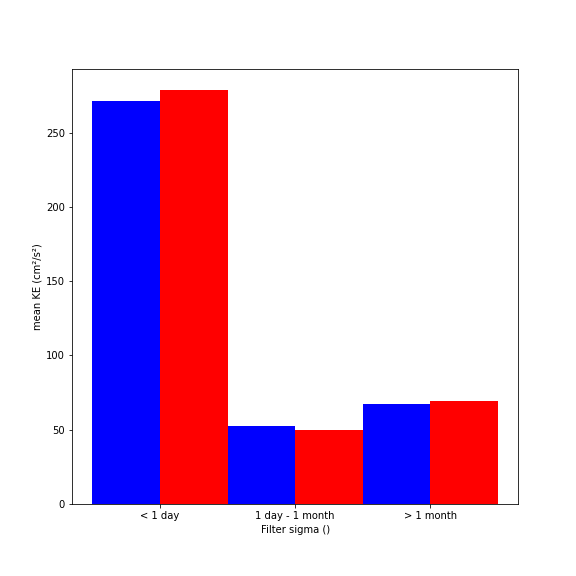 250
200
150
100
50
0
mean KE (cm²/s²)
< 1 day
1 day - 1 month
> 1 month
Filter sigma ()